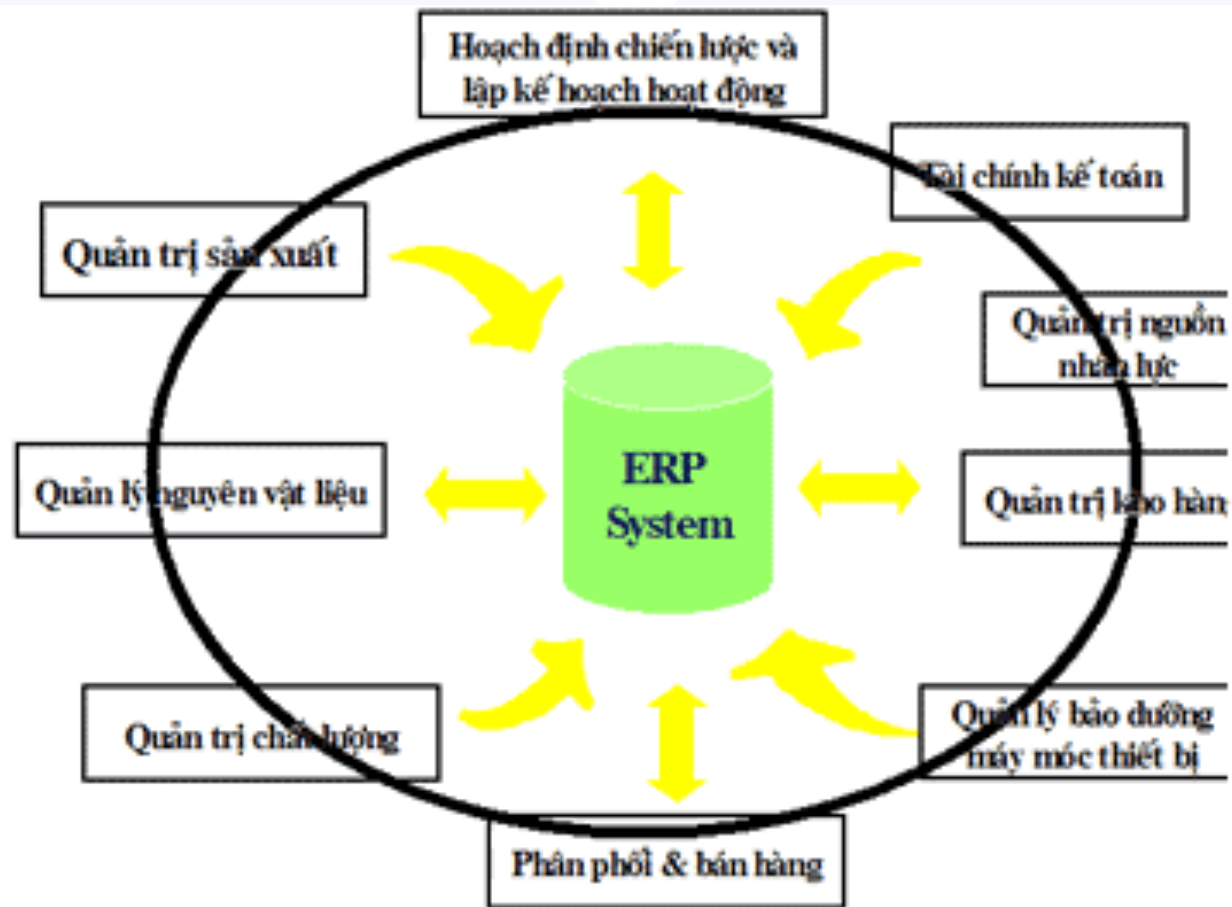 Hoạch định chiến lược và
lập kế hoạch hoạt động
Tài chính kế toán
Quản trị sản xuất
Quản trị nguồn
nhân lực
ERP
System
Quản lý nguyên vật liệu
Quản trị kho hàn
Quản trị chất lượng
Quản lý bảo dưỡng
máy móc thiết bị
Phân phối & bán hàng